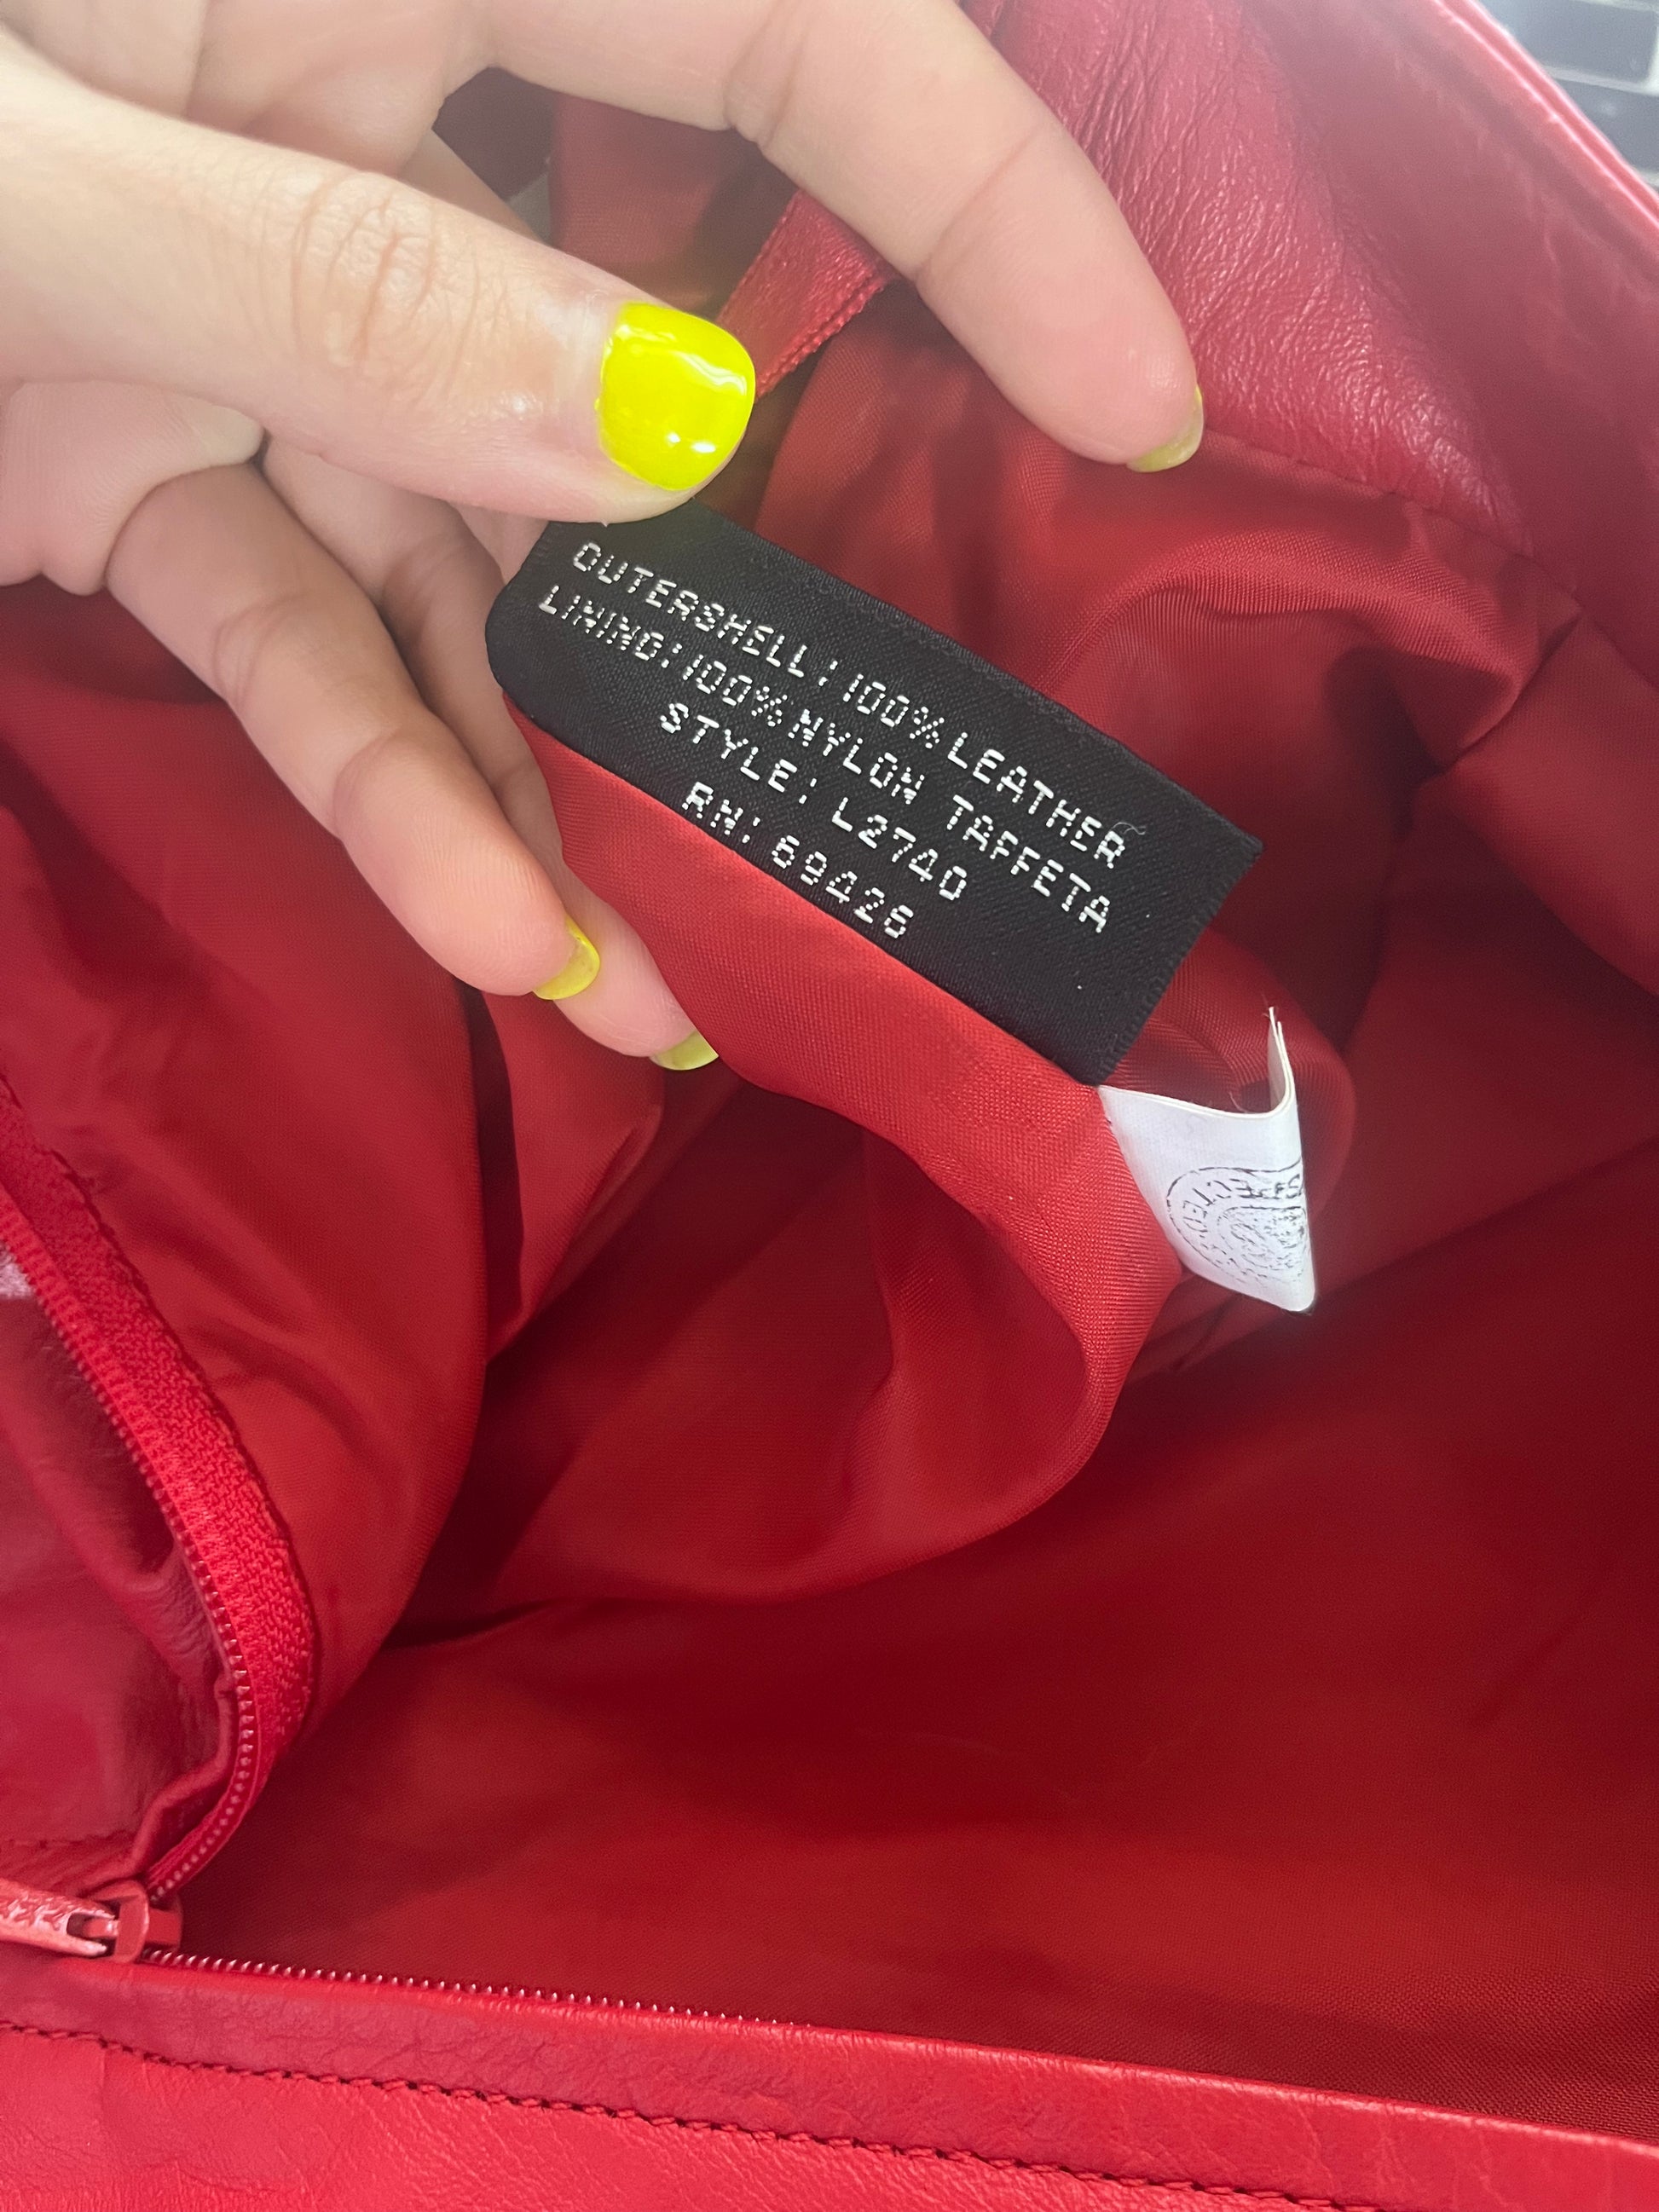 OUTERSHELL: 100% LEATHER
LINING: 100% NYLON TAFFETA
STYLE: L2740
RN: 69426